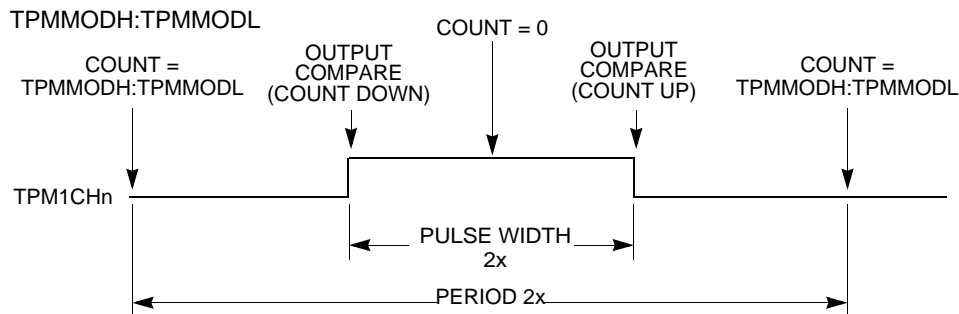 TPMMODH:TPMMODL
COUNT = 0
COUNT =
TPMMODH:TPMMODL
OUTPUT
COMPARE
(COUNT DOWN)
OUTPUT
COMPARE
(COUNT UP)
COUNT =
TPMMODH:TPMMODL
TPM1CHn
PULSE WIDTH
2x
PERIOD 2x